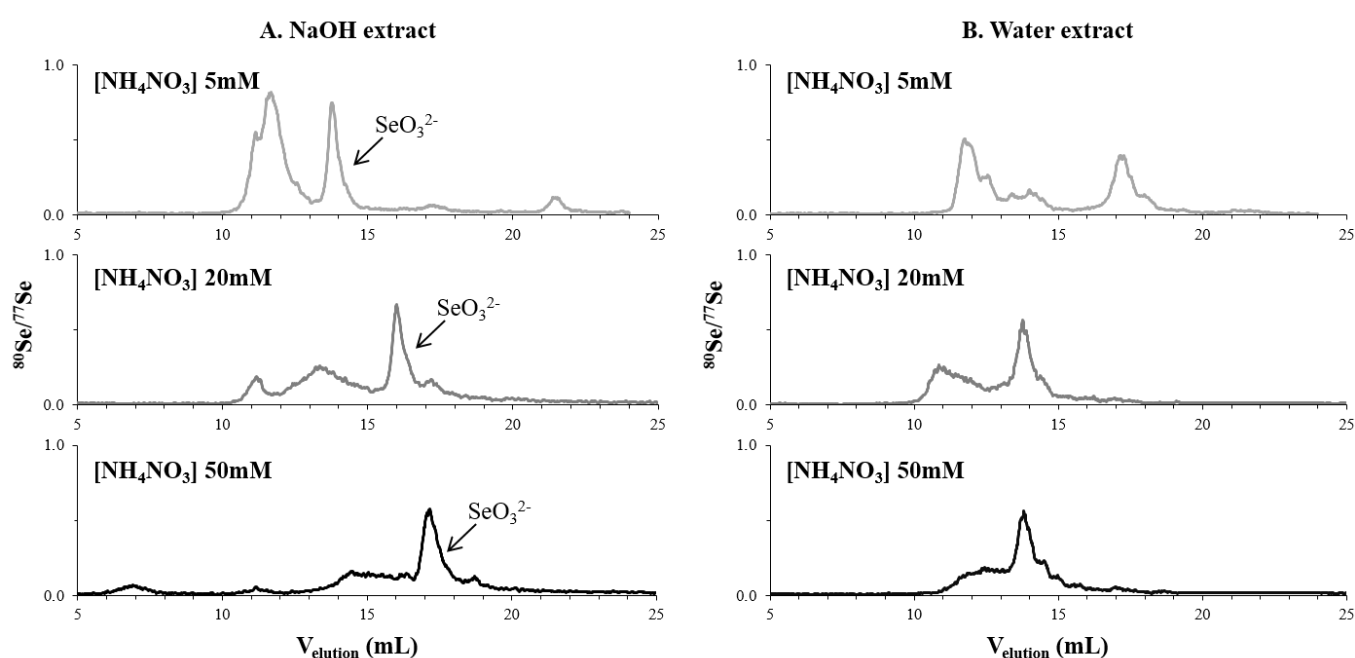 A. NaOH extract
B. Water extract
⁸⁰Se/⁷⁷Se
1.0
[NH₄NO₃] 5mM
SeO₃²⁻
0.0
5 10 15 20 25
1.0
[NH₄NO₃] 20mM
SeO₃²⁻
0.0
5 10 15 20 25
1.0
[NH₄NO₃] 50mM
SeO₃²⁻
0.0
5 10 15 20 25
V_elution (mL)
1.0
[NH₄NO₃] 5mM
0.0
5 10 15 20 25
1.0
[NH₄NO₃] 20mM
0.0
5 10 15 20 25
1.0
[NH₄NO₃] 50mM
0.0
5 10 15 20 25
V_elution (mL)